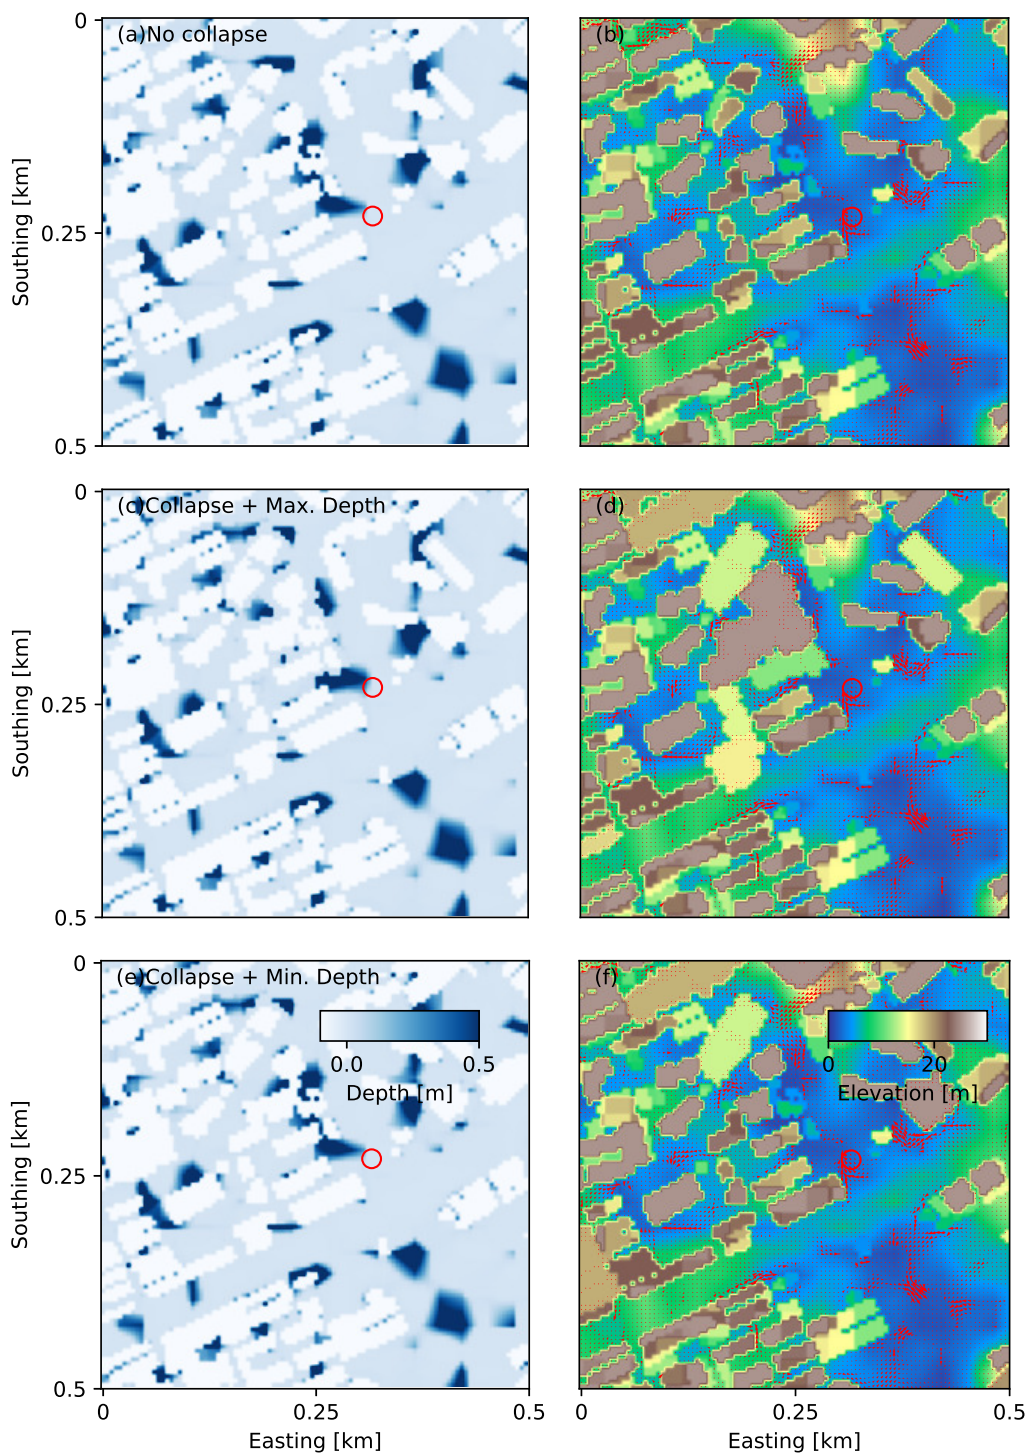 0
(a)No collapse
(b)
Southing [km]
0.25
0.5
0
(c)Collapse + Max. Depth
(d)
Southing [km]
0.25
0.5
0
(e)Collapse + Min. Depth
(f)
0.0 0.5
Depth [m]
0 20
Elevation [m]
Southing [km]
0.25
0.5
0 0.25 0.5
Easting [km]
0 0.25 0.5
Easting [km]